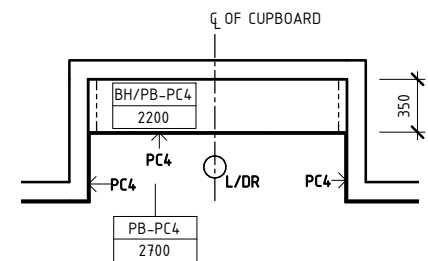 ℄ OF CUPBOARD
BH/PB-PC4
2200
350
PC4
PC4
L/DR
PC4
PB-PC4
2700